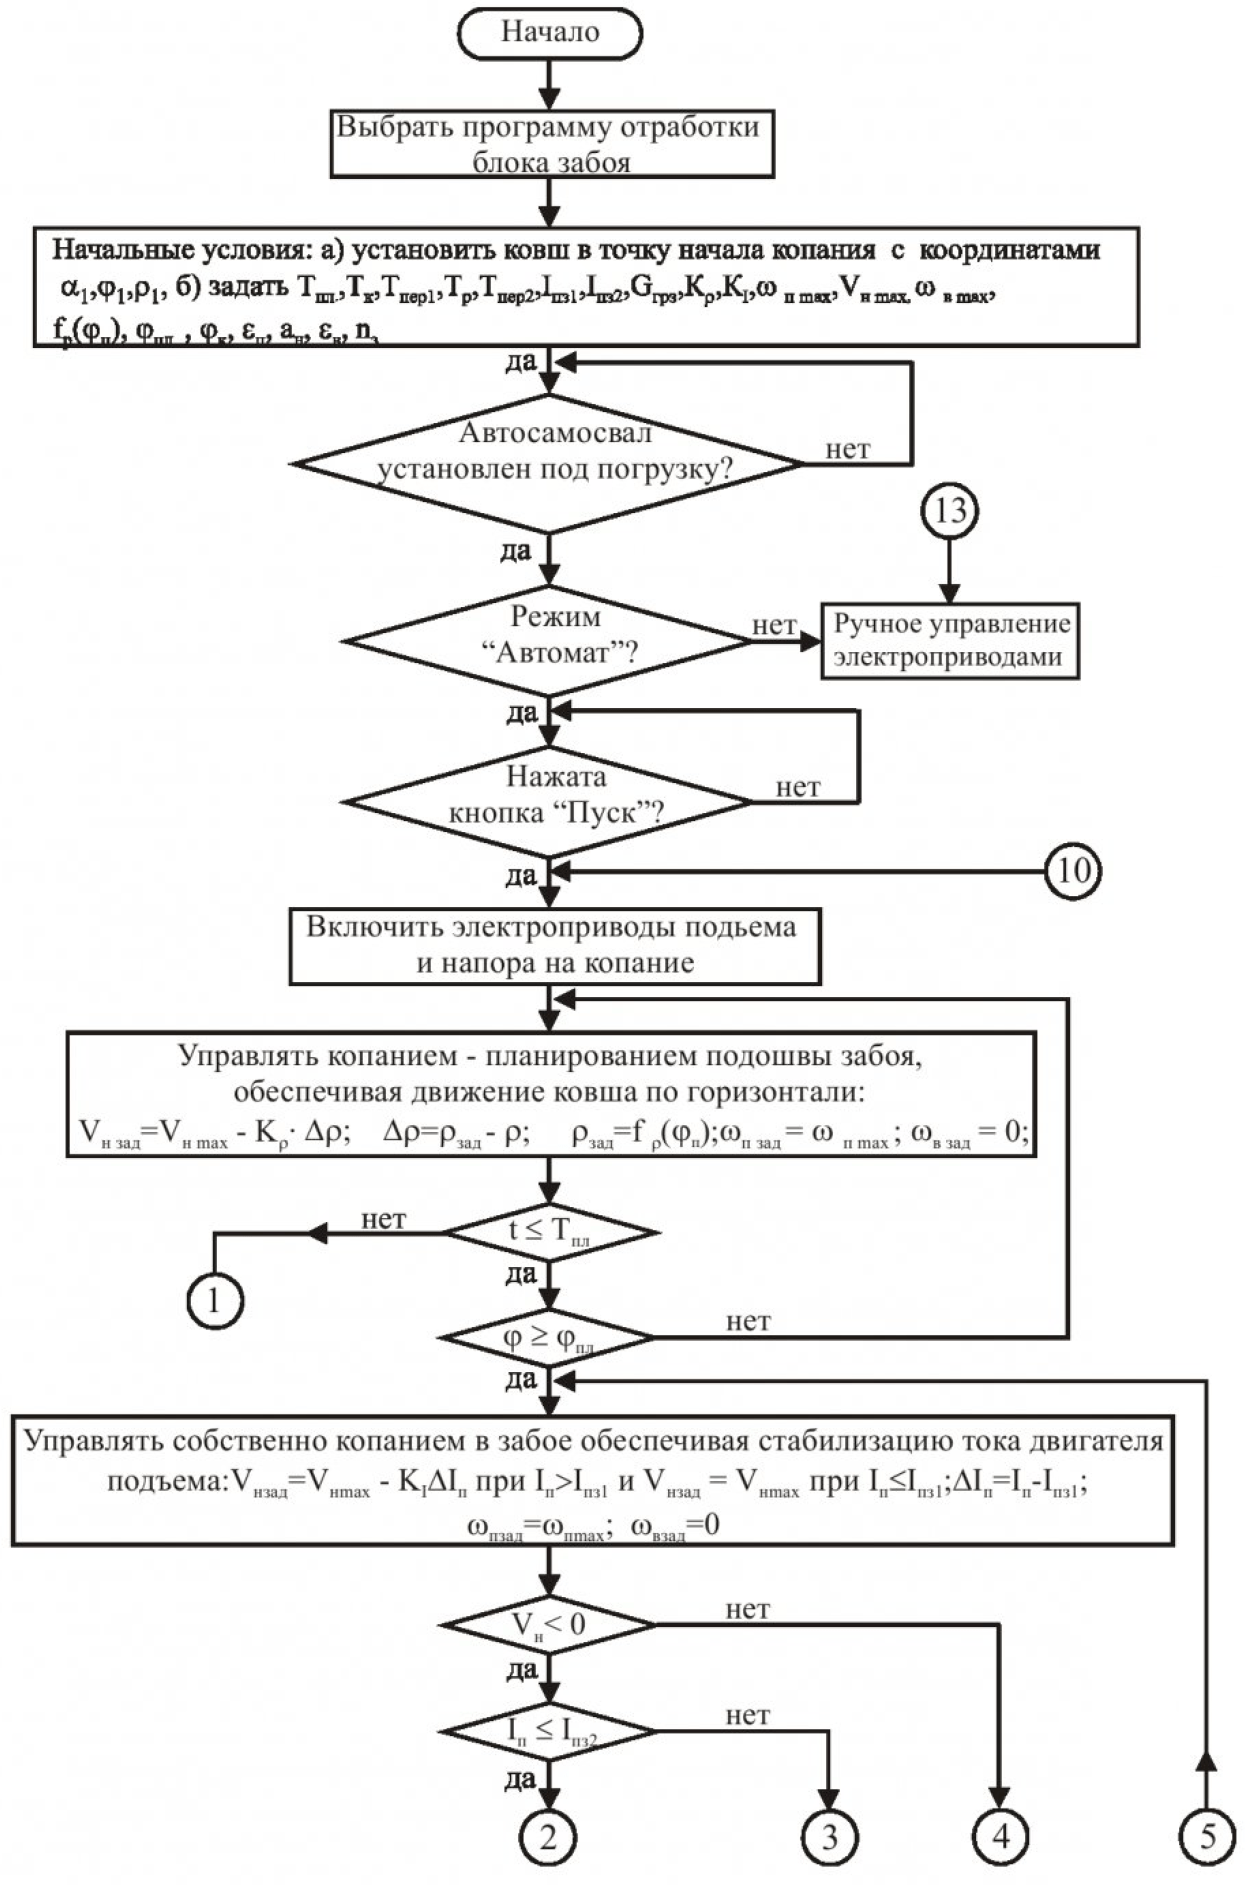 Начало
Выбрать программу отработки
блока забоя
Начальные условия: а) установить ковш в точку начала копания с координатами
α₁,φ₁,ρ₁, б) задать Tпл.,Tк,Tпер1,Tр,Tпер2,Iпз1,Iпз2,Gгрз,Kρ,KI,ω п max,Vн max, ω в max,
fр(φп), φпл , φк, εп, aн, εв, nз
да
Автосамосвал
установлен под погрузку?
нет
13
да
Режим
“Автомат”?
нет
Ручное управление
электроприводами
да
Нажата
кнопка “Пуск”?
нет
да
10
Включить электроприводы подьема
и напора на копание
Управлять копанием - планированием подошвы забоя,
обеспечивая движение ковша по горизонтали:
Vн зад=Vн max - Kρ· Δρ; Δρ=ρзад- ρ; ρзад=f ρ(φп);ωп зад = ω п max ; ωв зад = 0;
нет
t ≤ Tпл
1
да
φ ≥ φпл
нет
да
Управлять собственно копанием в забое обеспечивая стабилизацию тока двигателя
подъема:Vнзад=Vнmax - KIΔIп при Iп>Iпз1 и Vнзад = Vнmax при Iп≤Iпз1;ΔIп=Iп-Iпз1;
ωпзад=ωпmax; ωвзад=0
Vн< 0
нет
да
Iп ≤ Iпз2
нет
да
2
3
4
5